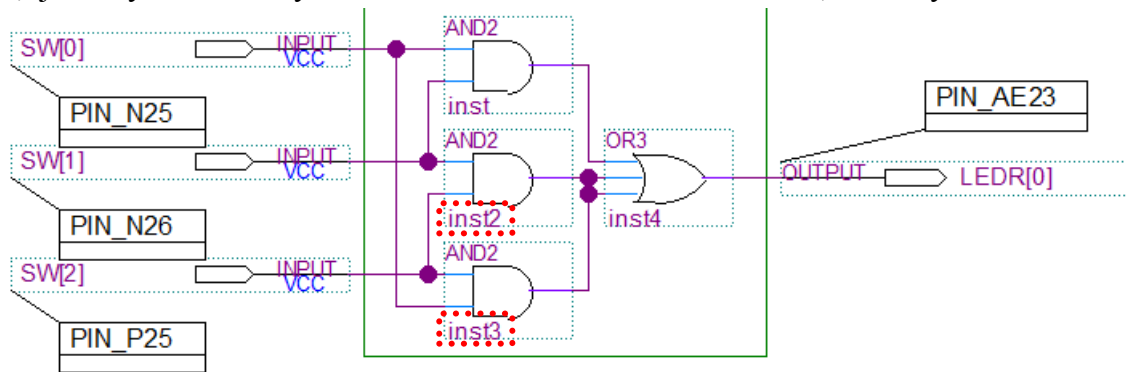 AND2
SW[0]
INPUT
VCC
PIN_N25
inst
PIN_AE23
AND2
OR3
SW[1]
INPUT
VCC
OUTPUT
LEDR[0]
PIN_N26
inst2
inst4
AND2
SW[2]
INPUT
VCC
PIN_P25
inst3